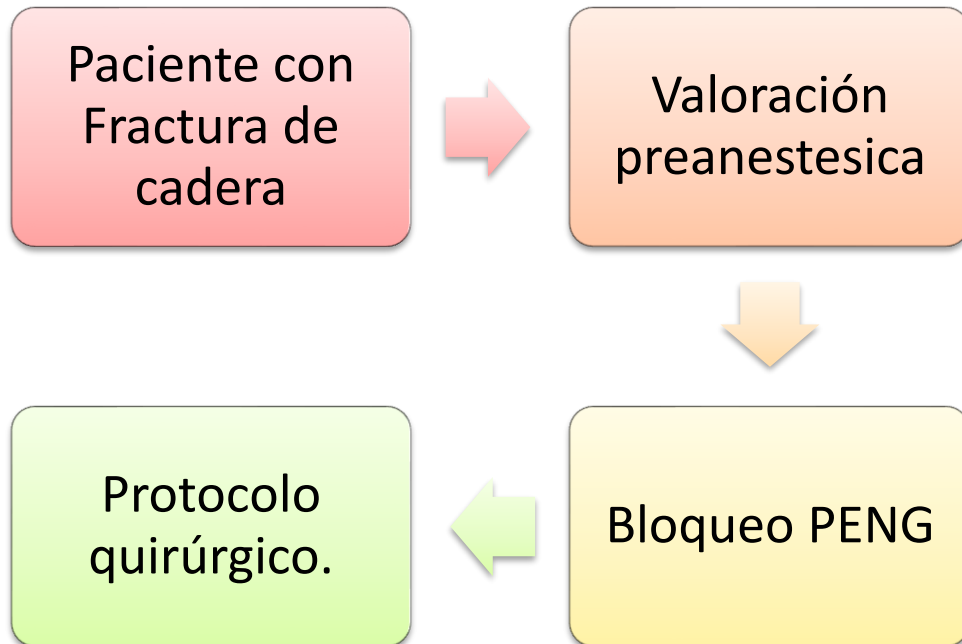 Paciente con
Fractura de
cadera
Valoración
preanestesica
Bloqueo PENG
Protocolo
quirúrgico.